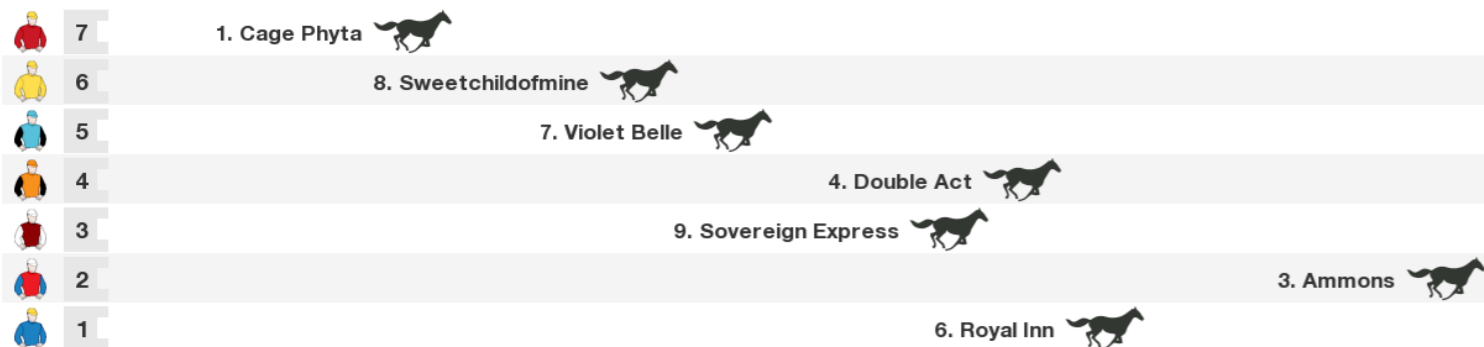 7 1. Cage Phyta
6 8. Sweetchildofmine
5 7. Violet Belle
4 4. Double Act
3 9. Sovereign Express
2 3. Ammons
1 6. Royal Inn